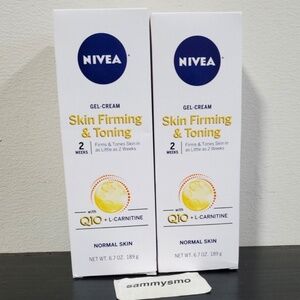 NIVEA
GEL-CREAM
Skin Firming
& Toning
2
WEEKS
Firms & Tones Skin in
as Little as 2 Weeks
with
Q10 + L-CARNITINE
NORMAL SKIN
NET WT. 6.7 OZ. 189 g
NIVEA
GEL-CREAM
Skin Firming
& Toning
2
WEEKS
Firms & Tones Skin in
as Little as 2 Weeks
with
Q10 + L-CARNITINE
NORMAL SKIN
NET WT. 6.7 OZ. 189 g
sammysmo